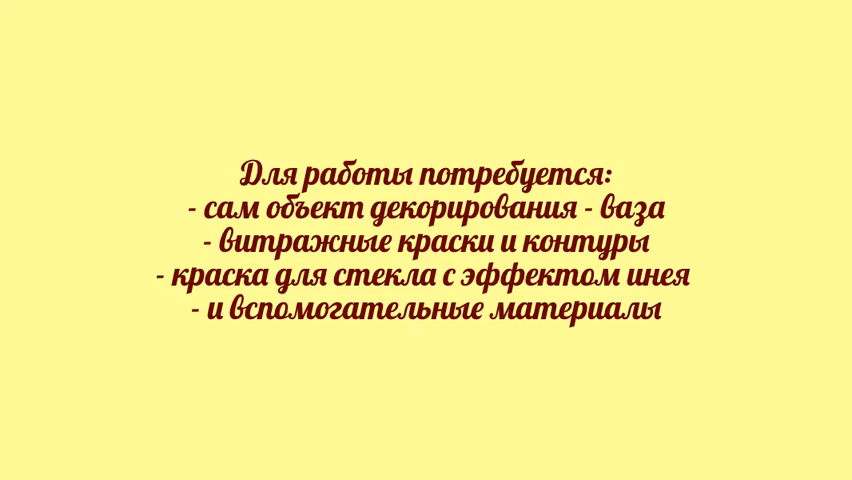 Для работы потребуется:
- сам объект декорирования - ваза
- витражные краски и контуры
- краска для стекла с эффектом инея
- и вспомогательные материалы